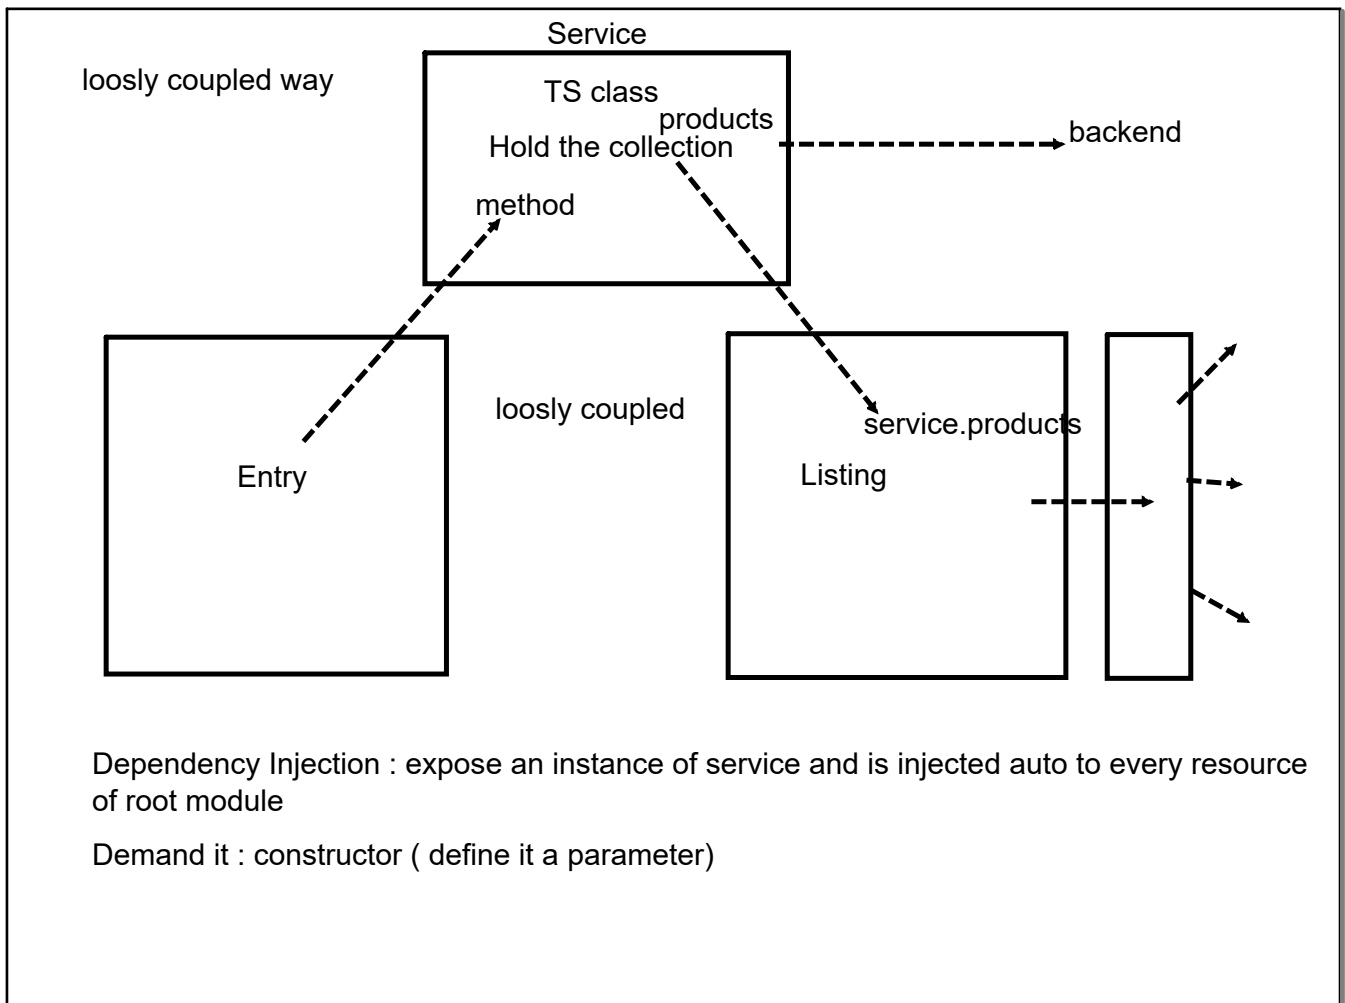 Service
loosly coupled way
TS class
products
Hold the collection
backend
method
loosly coupled
service.products
Entry
Listing
Dependency Injection : expose an instance of service and is injected auto to every resource
of root module
Demand it : constructor ( define it a parameter)